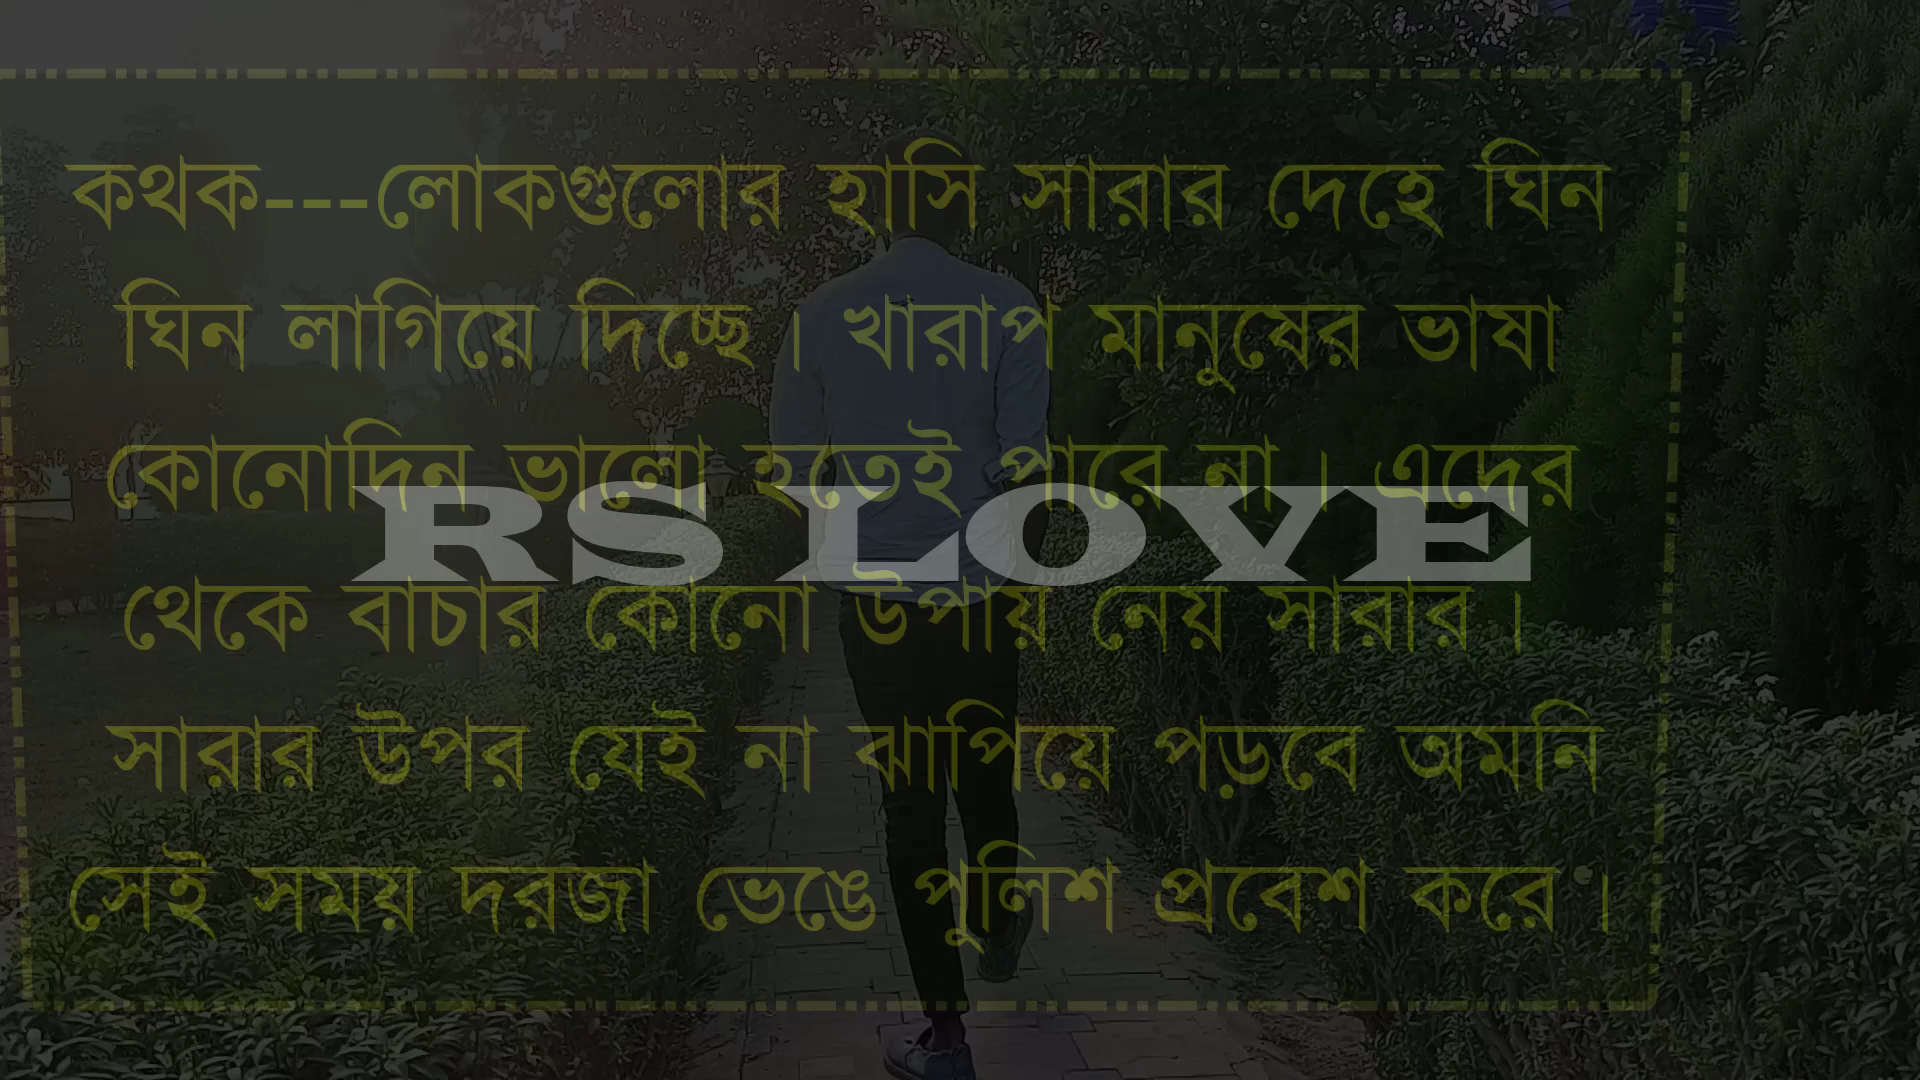 কথক---লোকগুলোর হাসি সারার দেহে ঘিন
ঘিন লাগিয়ে দিচ্ছে। খারাপ মানুষের ভাষা
কোনোদিন ভালো হতেই পারে না। এদের
RS LOVE
থেকে বাচার কোনো উপায় নেয় সারার।
সারার উপর যেই না ঝাপিয়ে পড়বে অমনি
সেই সময় দরজা ভেঙে পুলিশ প্রবেশ করে।